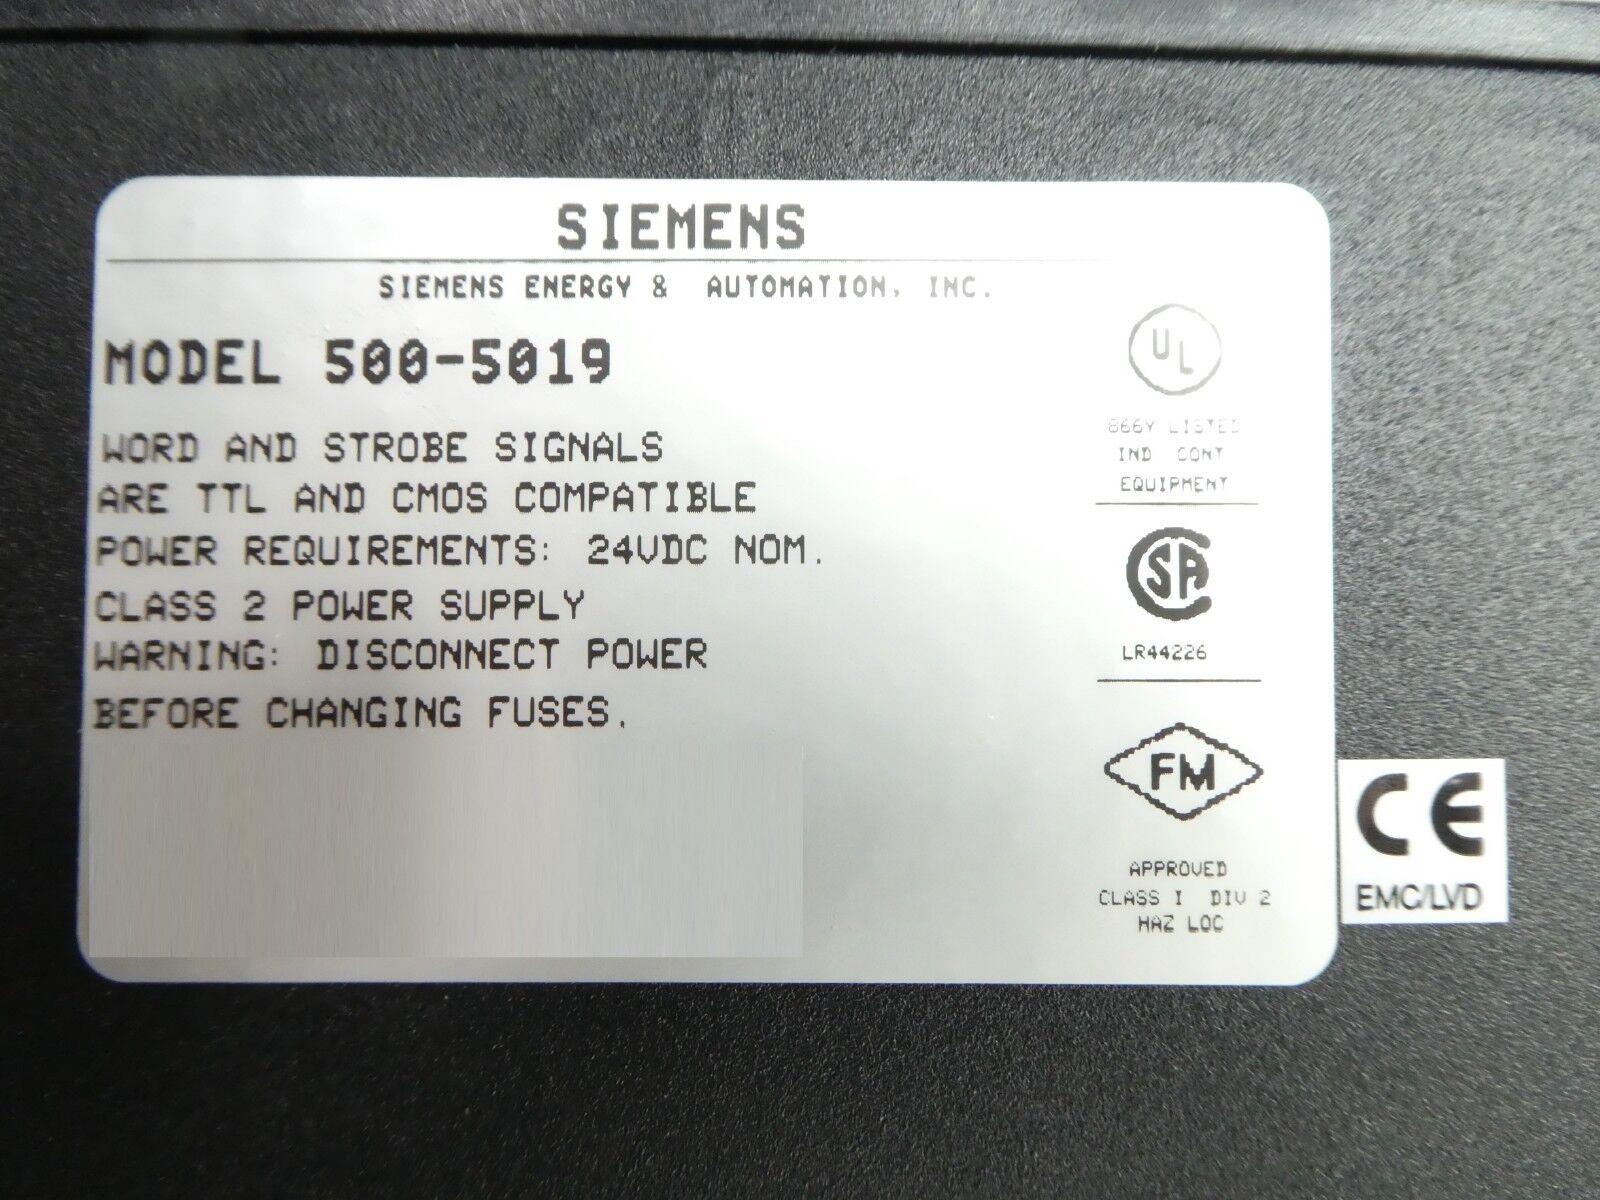 SIEMENS
SIEMENS ENERGY & AUTOMATION, INC.
MODEL 500-5019
WORD AND STROBE SIGNALS
ARE TTL AND CMOS COMPATIBLE
POWER REQUIREMENTS: 24VDC NOM.
CLASS 2 POWER SUPPLY
WARNING: DISCONNECT POWER
BEFORE CHANGING FUSES.
UL
866Y LISTED
IND CONT
EQUIPMENT
SA
LR44226
FM
APPROVED
CLASS I DIV 2
HAZ LOC
CE
EMC/LVD